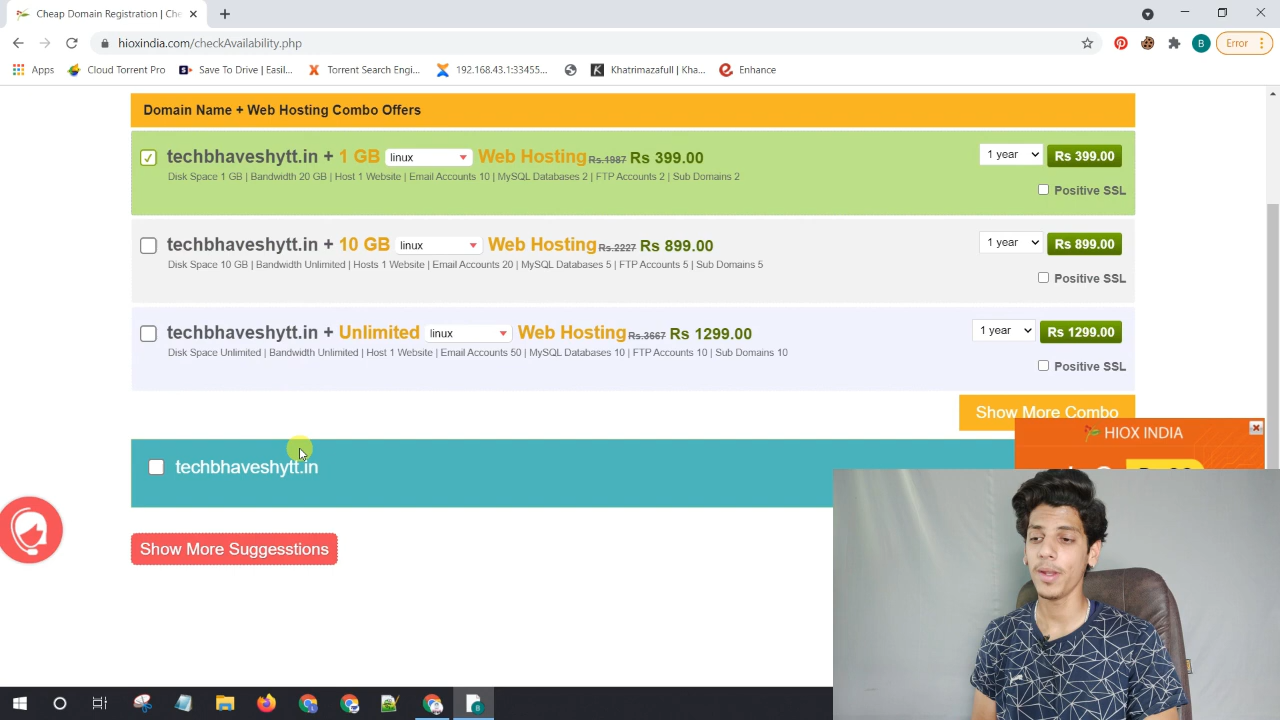 Cheap Domain Registration | Che
hioxindia.com/checkAvailability.php
B
Error
Apps
Cloud Torrent Pro
Save To Drive | Easil...
Torrent Search Engi...
192.168.43.1:33455...
Khatrimazafull | Kha...
Enhance
Domain Name + Web Hosting Combo Offers
techbhaveshytt.in + 1 GB linux Web Hosting Rs.1987 Rs 399.00
1 year Rs 399.00
Disk Space 1 GB | Bandwidth 20 GB | Host 1 Website | Email Accounts 10 | MySQL Databases 2 | FTP Accounts 2 | Sub Domains 2
Positive SSL
techbhaveshytt.in + 10 GB linux Web Hosting Rs.2227 Rs 899.00
1 year Rs 899.00
Disk Space 10 GB | Bandwidth Unlimited | Hosts 1 Website | Email Accounts 20 | MySQL Databases 5 | FTP Accounts 5 | Sub Domains 5
Positive SSL
techbhaveshytt.in + Unlimited linux Web Hosting Rs.3667 Rs 1299.00
1 year Rs 1299.00
Disk Space Unlimited | Bandwidth Unlimited | Host 1 Website | Email Accounts 50 | MySQL Databases 10 | FTP Accounts 10 | Sub Domains 10
Positive SSL
Show More Combo
HIOX INDIA
techbhaveshytt.in
Show More Suggesstions